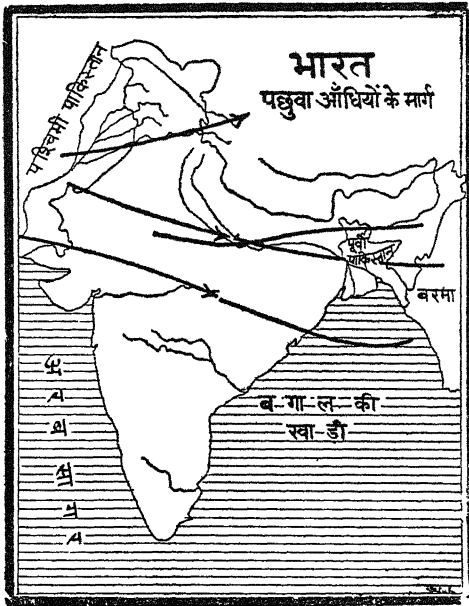 भारत
पछुवा आँधियों के मार्ग
पश्चिमी पाकिस्तान
पूर्वी
पाकिस्तान
बरमा
ब-गा-ल-की
खा-डी
अ र ब सा ग र